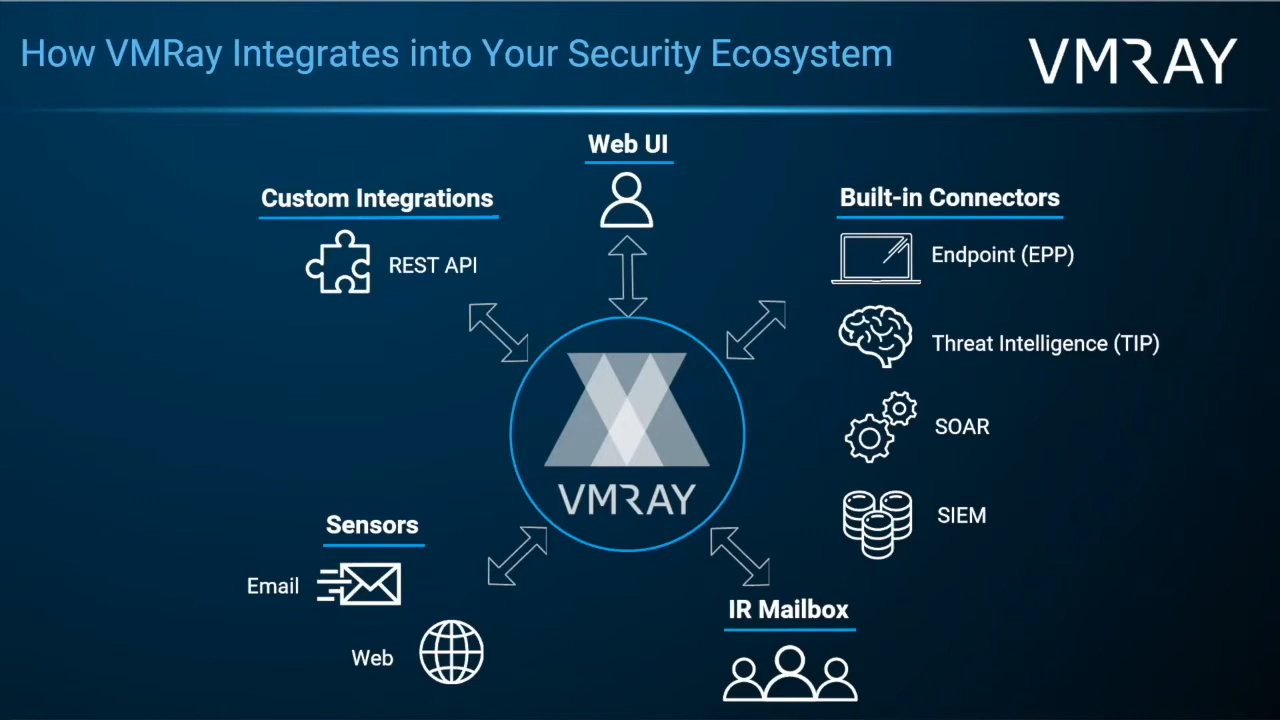 How VMRay Integrates into Your Security Ecosystem
VMRAY
Web UI
Custom Integrations
REST API
Built-in Connectors
Endpoint (EPP)
Threat Intelligence (TIP)
SOAR
SIEM
VMRAY
Sensors
Email
Web
IR Mailbox